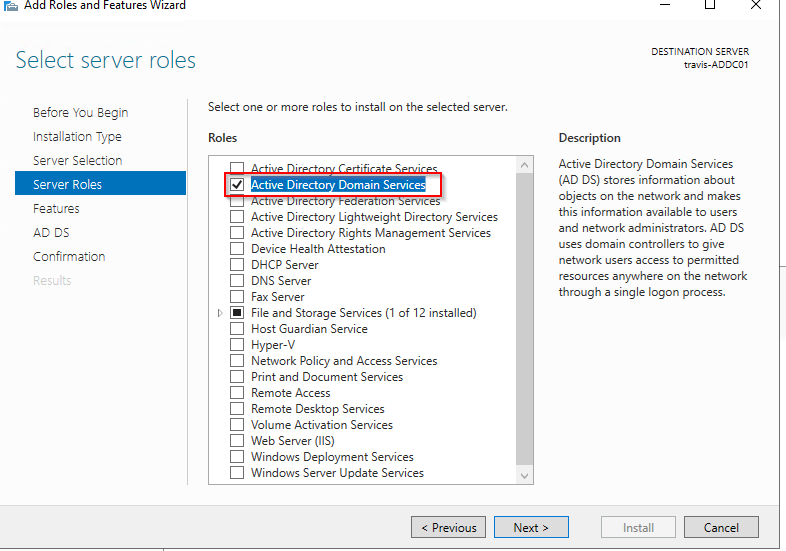 Add Roles and Features Wizard
Select server roles
DESTINATION SERVER
travis-ADDC01
Before You Begin
Installation Type
Server Selection
Server Roles
Features
AD DS
Confirmation
Results
Select one or more roles to install on the selected server.
Roles
Active Directory Certificate Services
Active Directory Domain Services
Active Directory Federation Services
Active Directory Lightweight Directory Services
Active Directory Rights Management Services
Device Health Attestation
DHCP Server
DNS Server
Fax Server
File and Storage Services (1 of 12 installed)
Host Guardian Service
Hyper-V
Network Policy and Access Services
Print and Document Services
Remote Access
Remote Desktop Services
Volume Activation Services
Web Server (IIS)
Windows Deployment Services
Windows Server Update Services
Description
Active Directory Domain Services
(AD DS) stores information about
objects on the network and makes
this information available to users
and network administrators. AD DS
uses domain controllers to give
network users access to permitted
resources anywhere on the network
through a single logon process.
< Previous
Next >
Install
Cancel